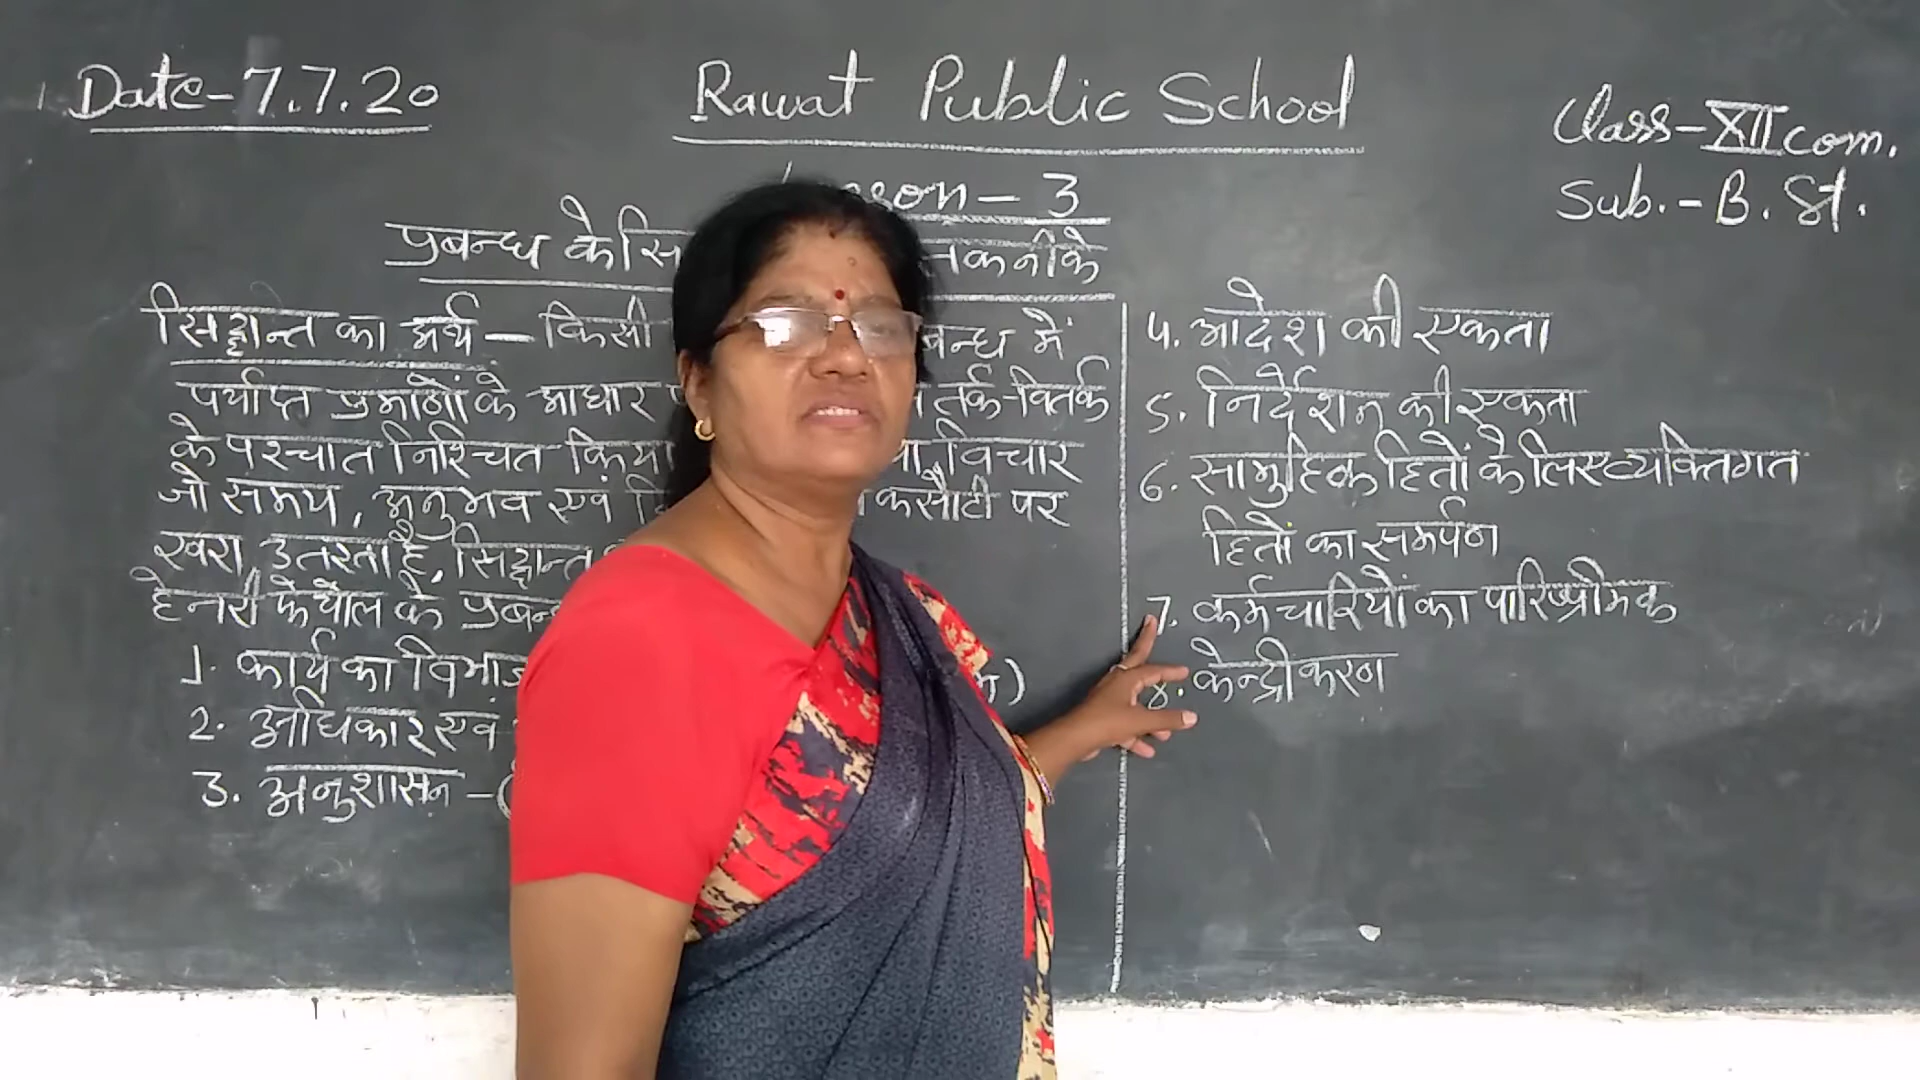 Date-7.7.20
Rawat Public School
Class-XII com.
Sub.-B. St.
-3
प्रबन्ध के तकनीके
सिद्धान्त का अर्थ - किसी में
पर्याप्त प्रमाणों के आधार तर्क-वितर्क
के पश्चात निश्चित किया विचार
जो समय, अनुभव एवं कसौटी पर
खरा उतरता है, सिद्धान्त
हेनरी फेयोल के
1. कार्य का
2. अधिकार एवं
3. अनुशासन -(
4. आदेश की एकता
5. निर्देशन की एकता
6. सामुहिक हितों के लिए व्यक्तिगत
हितों का समर्पण
7. कर्मचारियों का पारिश्रमिक
8. केन्द्रीकरण